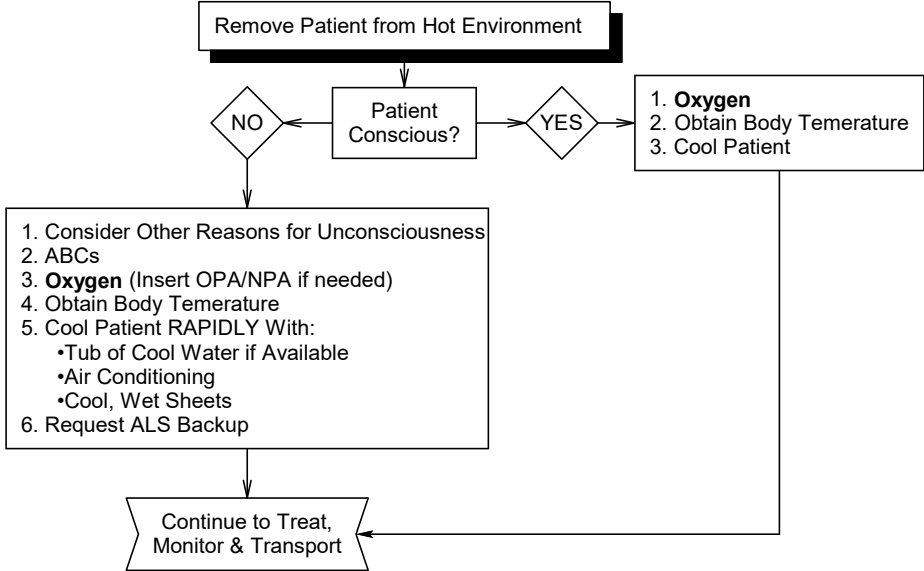 Remove Patient from Hot Environment
Patient
Conscious?
NO
YES
1. Oxygen
2. Obtain Body Temerature
3. Cool Patient
1. Consider Other Reasons for Unconsciousness
2. ABCs
3. Oxygen (Insert OPA/NPA if needed)
4. Obtain Body Temerature
5. Cool Patient RAPIDLY With:
•Tub of Cool Water if Available
•Air Conditioning
•Cool, Wet Sheets
6. Request ALS Backup
Continue to Treat,
Monitor & Transport